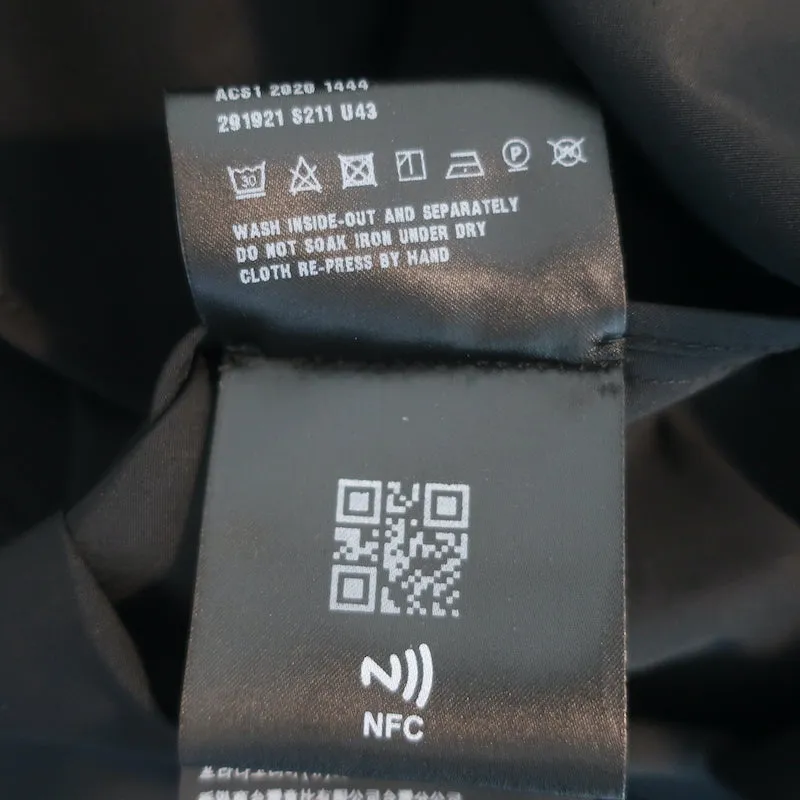 ACS1 2020 1444
291921 S211 U43
30 P
WASH INSIDE-OUT AND SEPARATELY
DO NOT SOAK IRON UNDER DRY
CLOTH RE-PRESS BY HAND
NFC